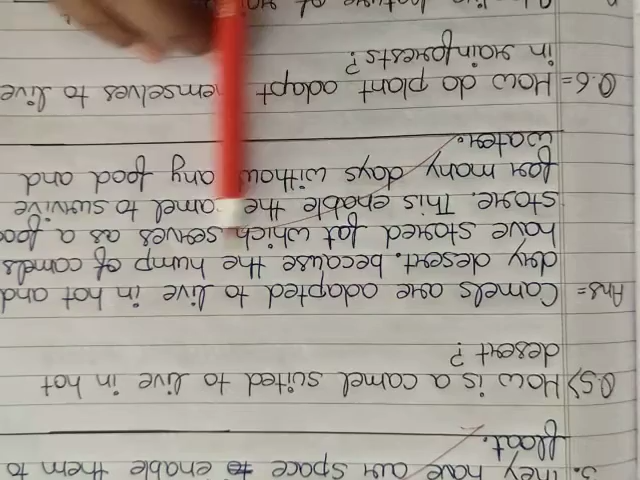 3. They have air space to enable them to
float.
Q.5) How is a camel suited to live in hot
desert?
Ans= Camels are adapted to live in hot and
dry desert. because the hump of camels
have stored fat which serves as a foo
store. This enable the camel to survive
for many days withou any food and
water.
Q.6= How do plant adapt hemselves to live
in rainforests?